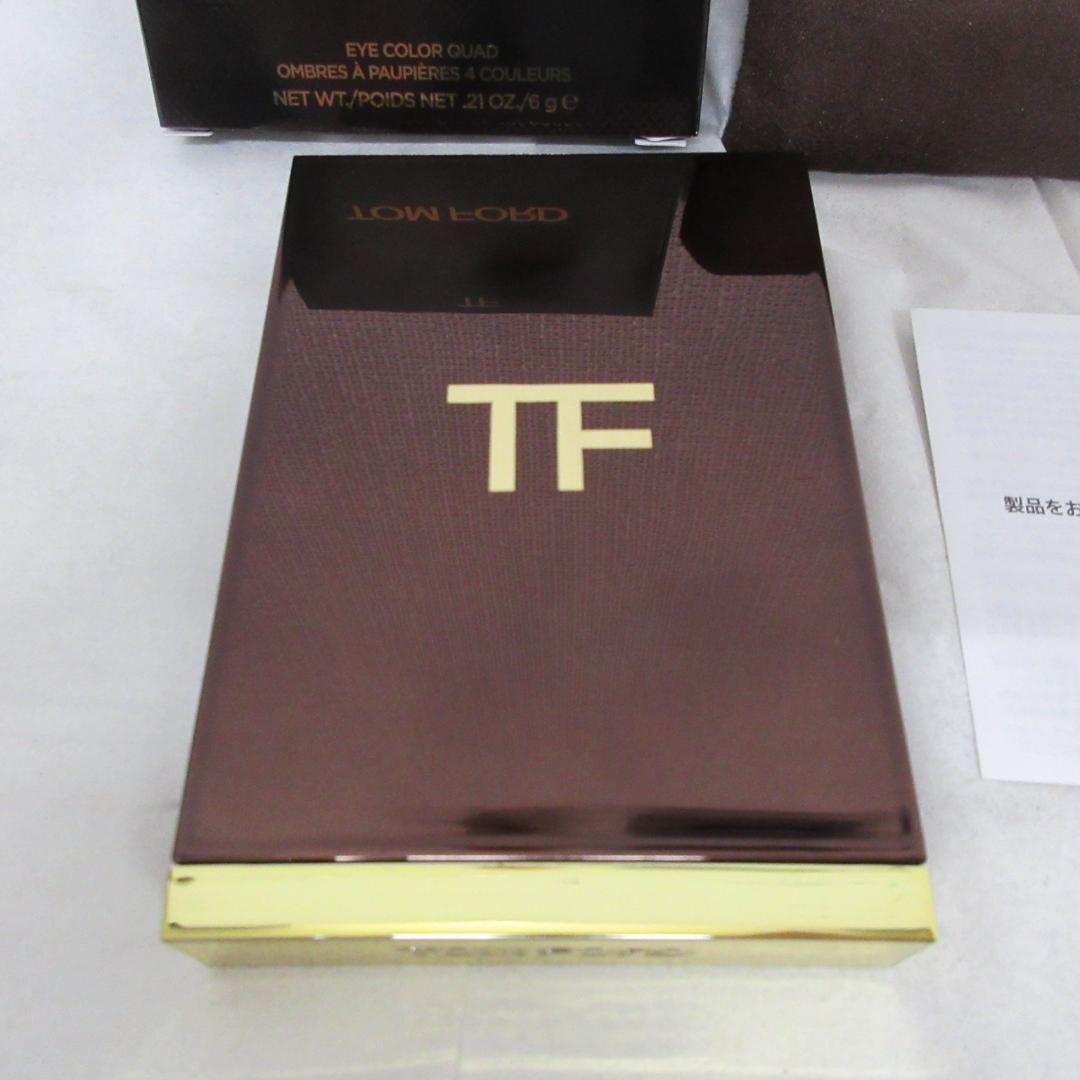 EYE COLOR QUAD
OMBRES À PAUPIÈRES 4 COULEURS
NET WT./POIDS NET .21 OZ./6 g ℮
TOM FORD
TF
TF
製品をお